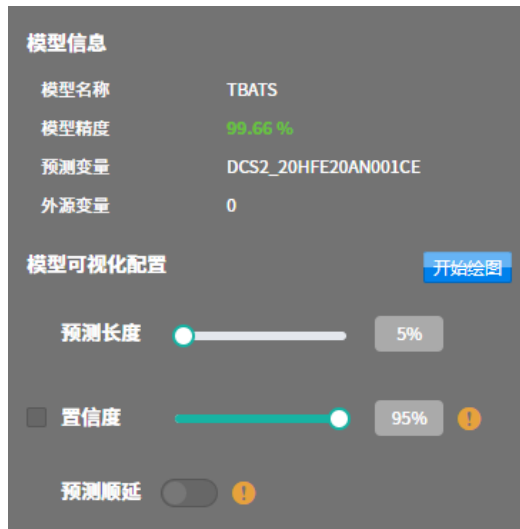 模型信息
模型名称 TBATS
模型精度 99.66 %
预测变量 DCS2_20HFE20AN001CE
外源变量 0
模型可视化配置 开始绘图
预测长度 5%
置信度 95% !
预测顺延 !